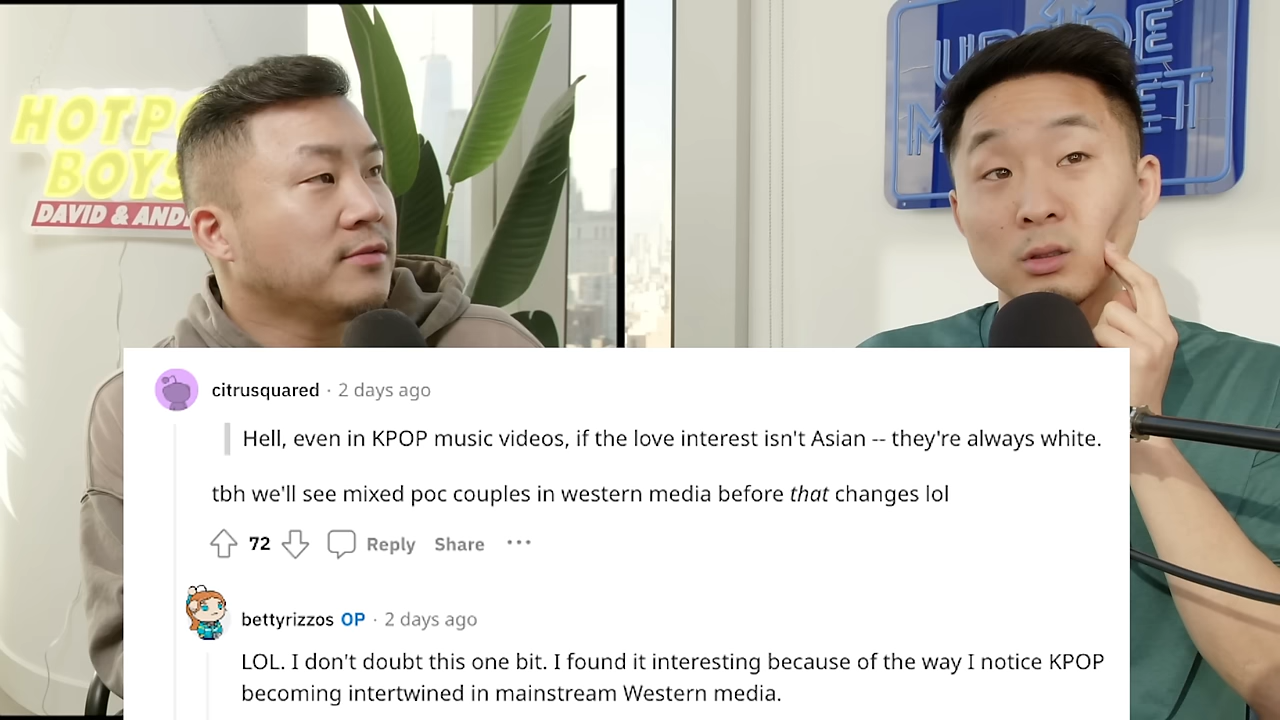 HOTPO
BOYS
DAVID & AND
citrusquared · 2 days ago
Hell, even in KPOP music videos, if the love interest isn't Asian -- they're always white.
tbh we'll see mixed poc couples in western media before that changes lol
72 Reply Share ···
bettyrizzos OP · 2 days ago
LOL. I don't doubt this one bit. I found it interesting because of the way I notice KPOP
becoming intertwined in mainstream Western media.